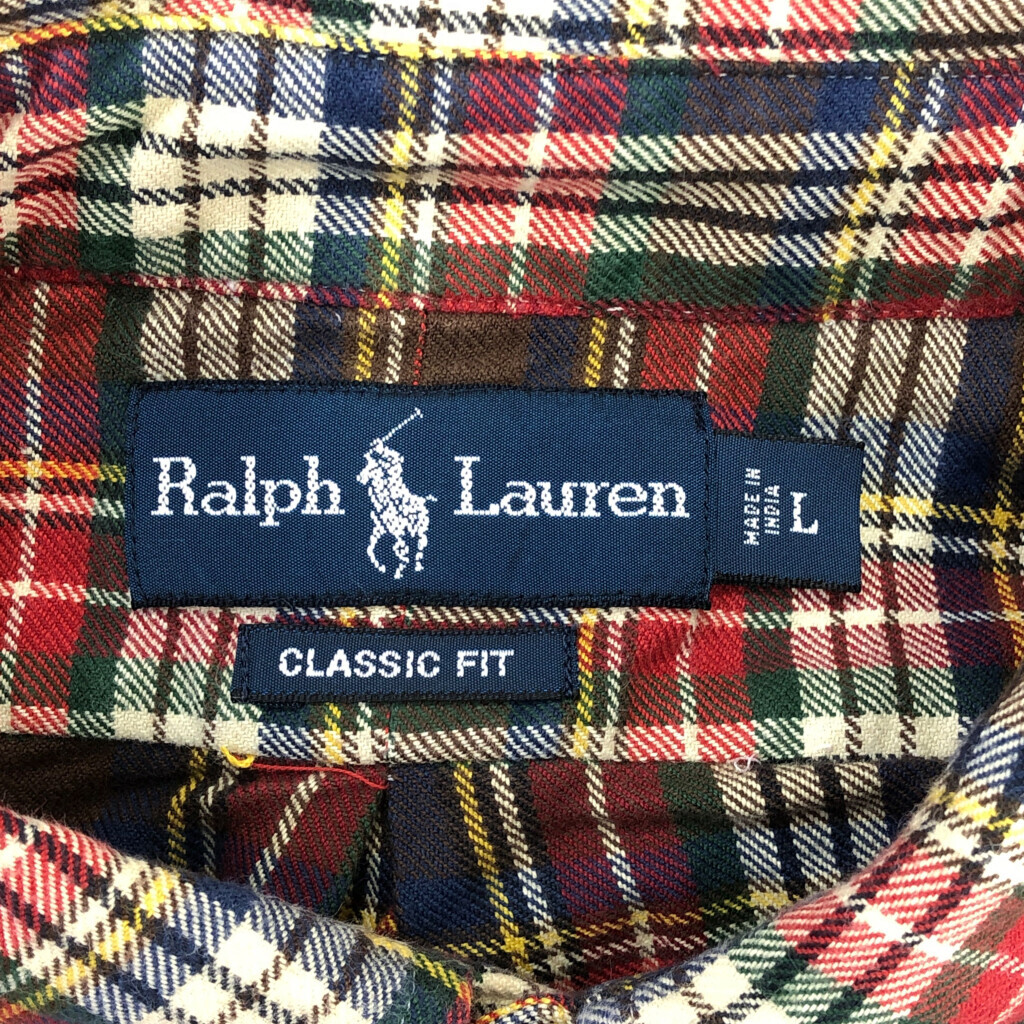 Ralph Lauren
MADE IN
INDIA
L
CLASSIC FIT